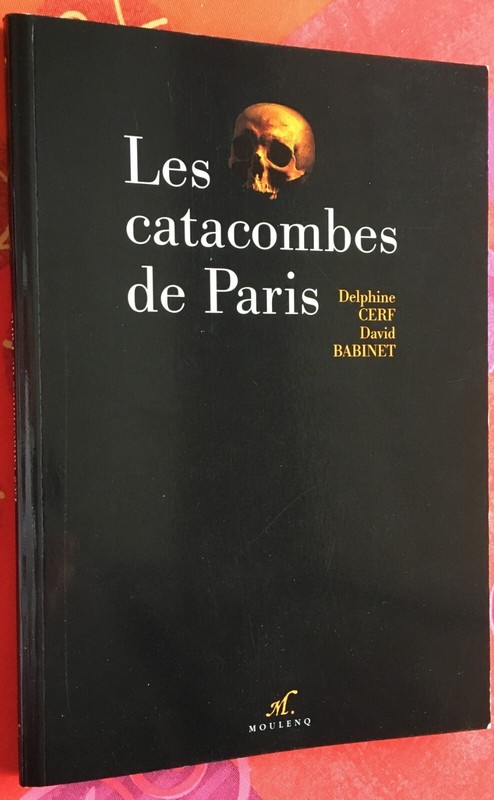 Les
catacombes
de Paris
Delphine
CERF
David
BABINET
M.
MOULENQ